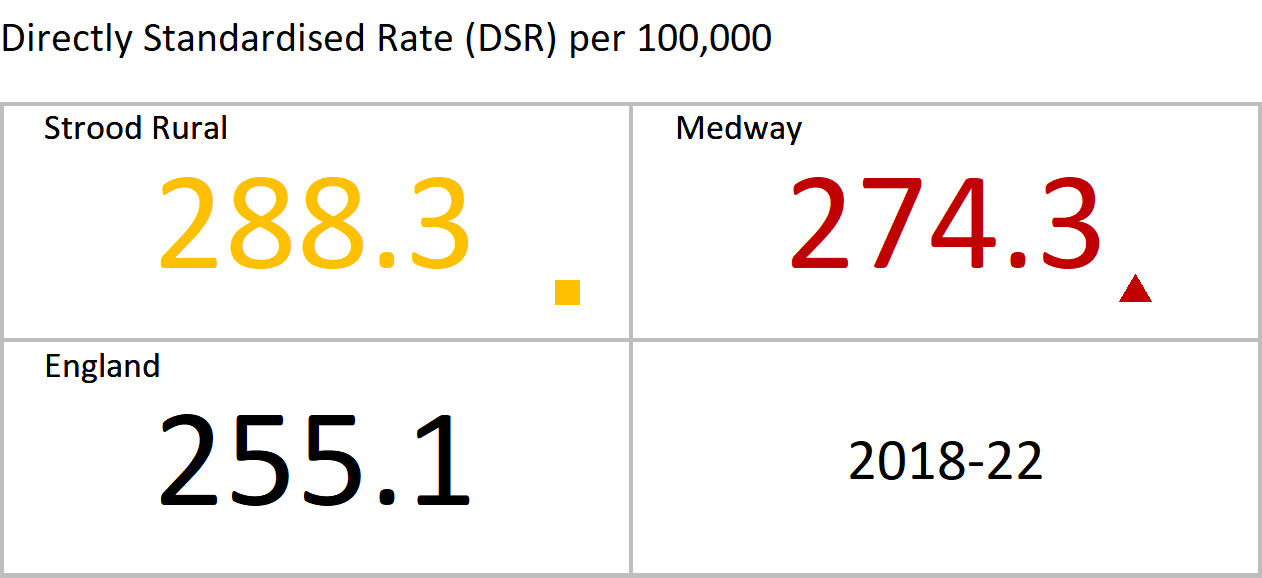 Directly Standardised Rate (DSR) per 100,000
Strood Rural
288.3
Medway
274.3
England
255.1
2018-22